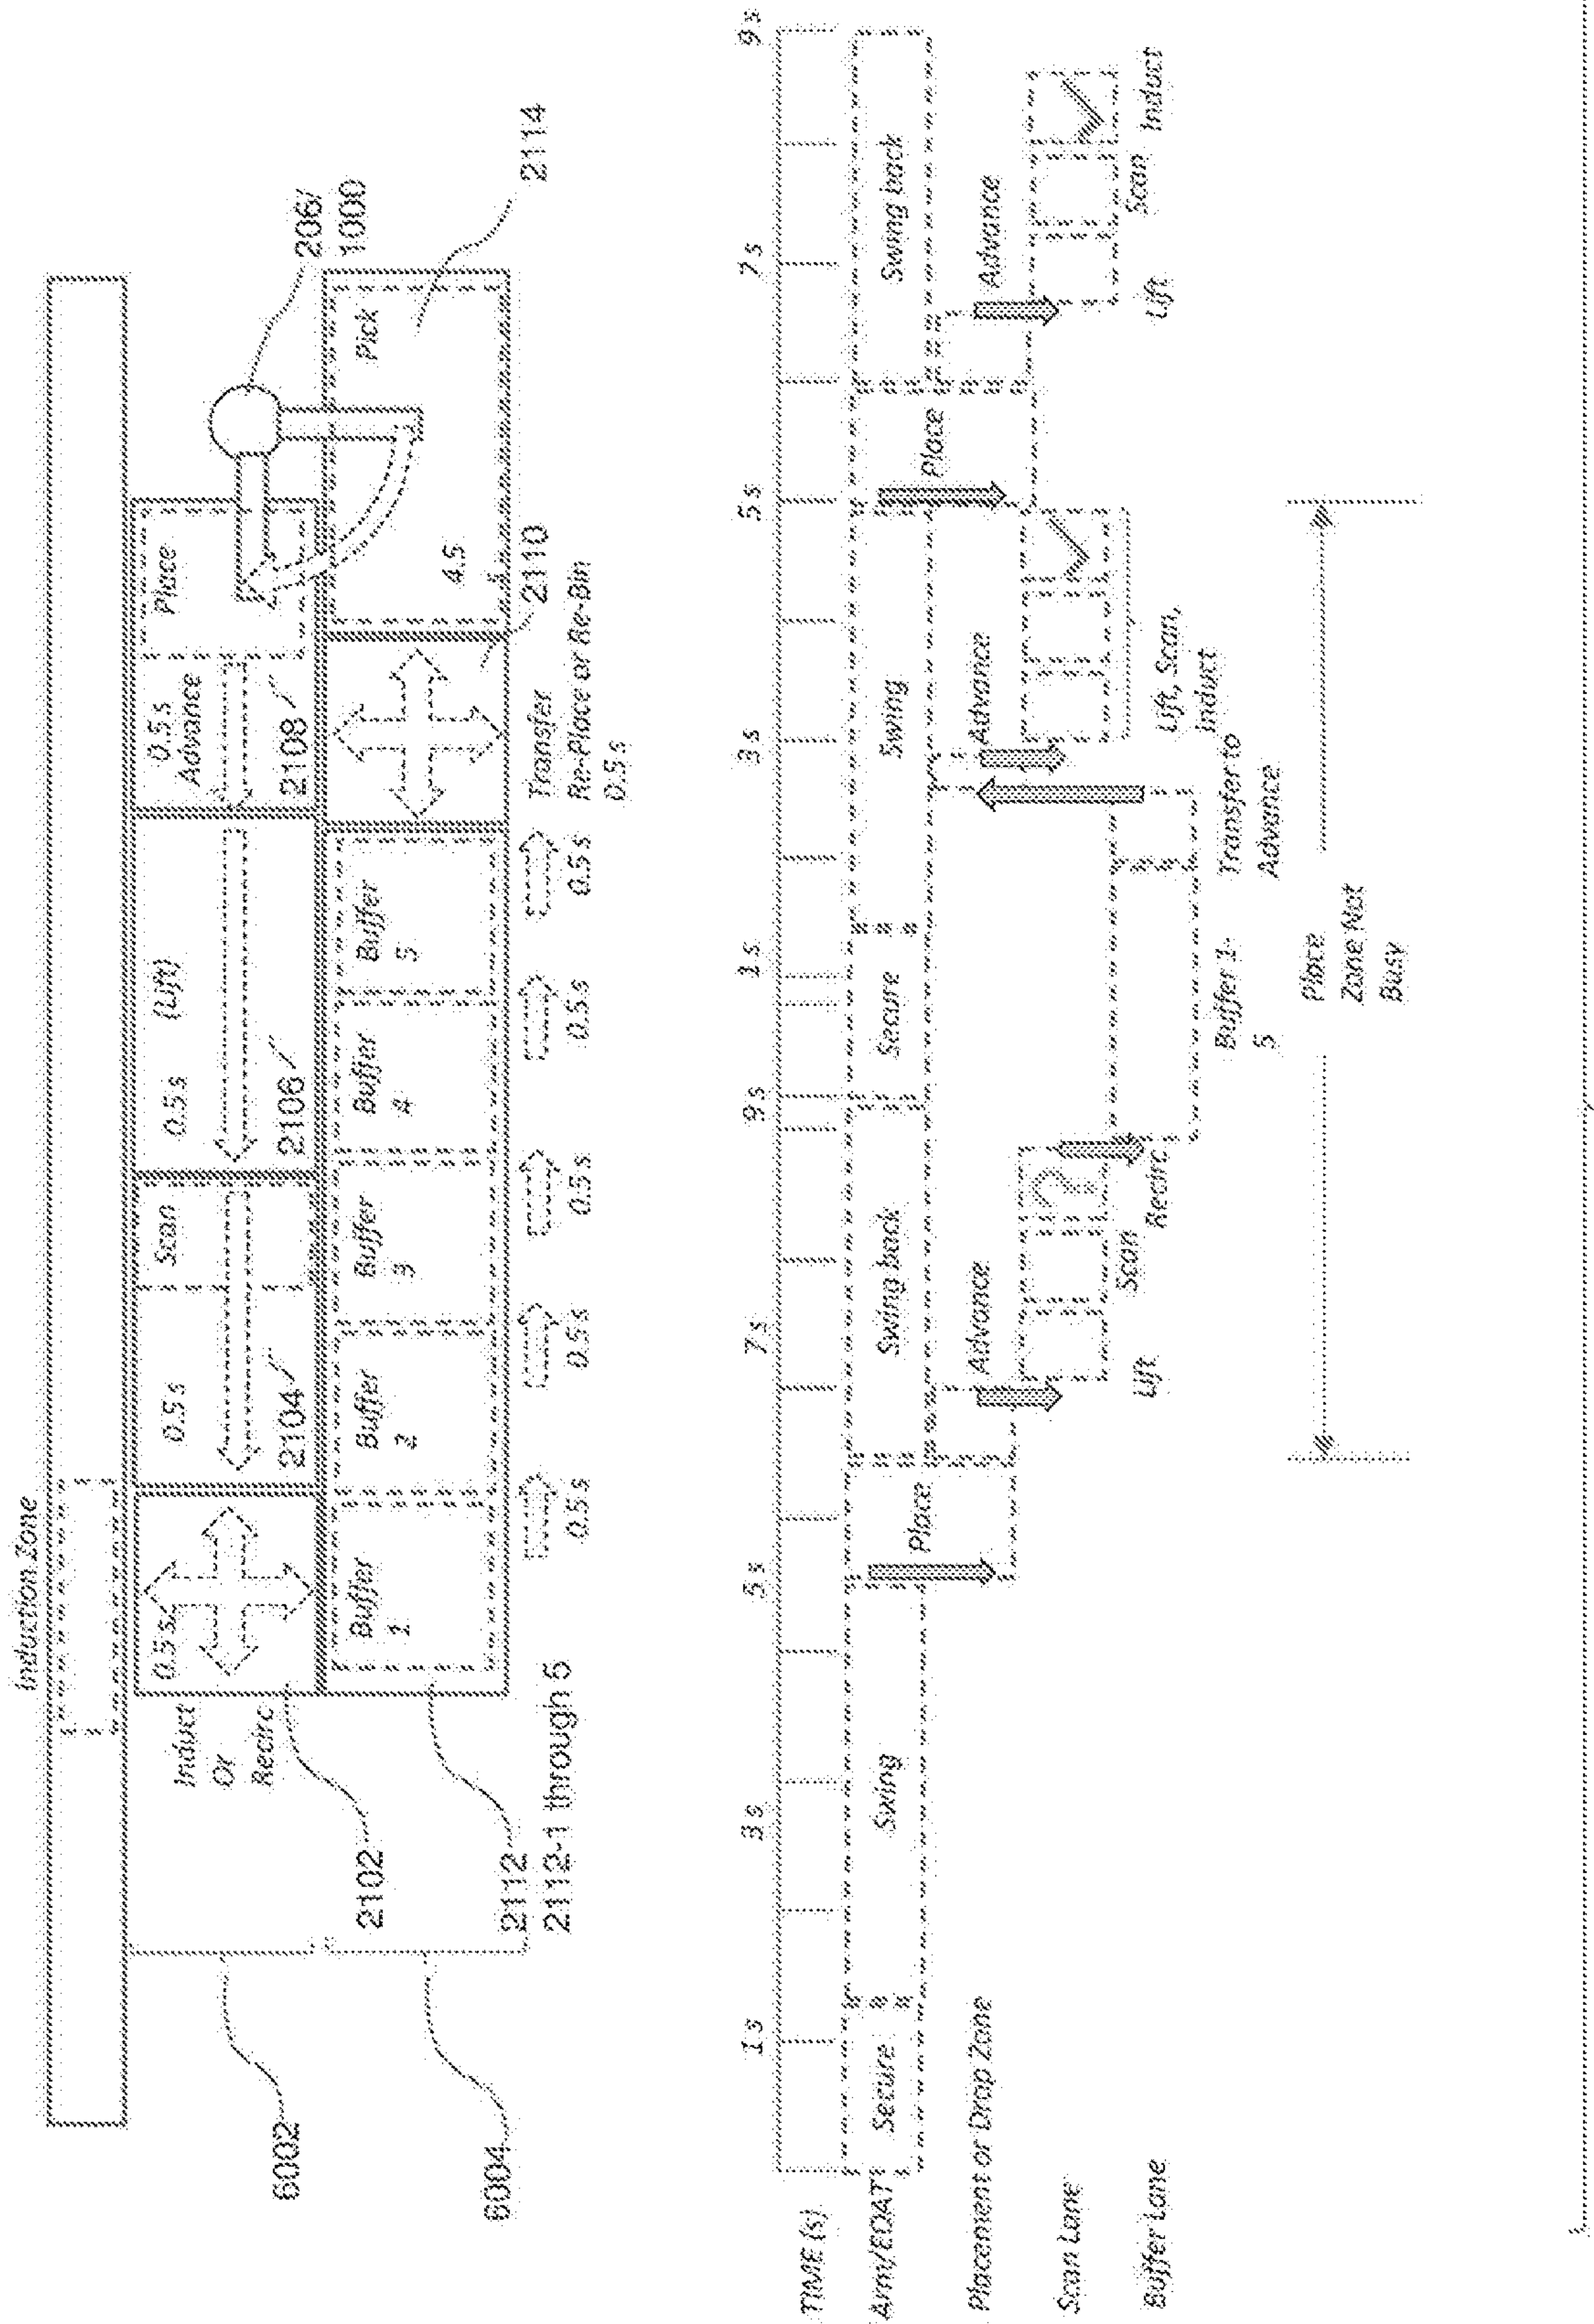 Induction Zone
Induct
Or
Recirc
0.5 s
0.5 s
Scan
0.5 s
(Lift)
0.5 s
Advance
Place
206/
1000
2104
2106
2108
Buffer
1
Buffer
2
Buffer
3
Buffer
4
Buffer
5
Pick
4.5
s
2114
2110
6002
6004
2102
2112
2112-1 through 5
0.5 s
0.5 s
0.5 s
0.5 s
0.5 s
Transfer
Re-Place or Re-Bin
0.5 s
1 s
3 s
5 s
7 s
9 s
1 s
3 s
5 s
7 s
9 s
TIME (s)
Arm/EOAT
Secure
Swing
Place
Swing back
Secure
Swing
Place
Swing back
Placement or Drop Zone
Advance
Advance
Advance
Scan Lane
Lift
Scan
??
Recirc
Lift, Scan,
Induct
Lift
Scan
Induct
Buffer Lane
Buffer 1-
5
Transfer to
Advance
Place
Zone Not
Busy